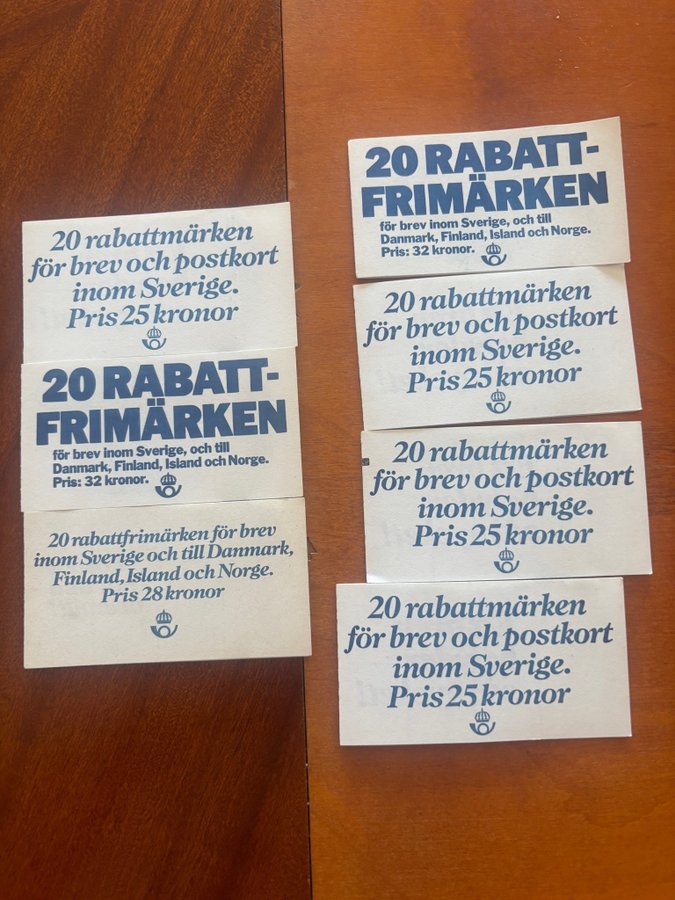 20 rabattmärken
för brev och postkort
inom Sverige.
Pris 25 kronor
20 RABATT-
FRIMÄRKEN
för brev inom Sverige, och till
Danmark, Finland, Island och Norge.
Pris: 32 kronor.
20 rabattfrimärken för brev
inom Sverige och till Danmark,
Finland, Island och Norge.
Pris 28 kronor
20 RABATT-
FRIMÄRKEN
för brev inom Sverige, och till
Danmark, Finland, Island och Norge.
Pris: 32 kronor.
20 rabattmärken
för brev och postkort
inom Sverige.
Pris 25 kronor
20 rabattmärken
för brev och postkort
inom Sverige.
Pris 25 kronor
20 rabattmärken
för brev och postkort
inom Sverige.
Pris 25 kronor